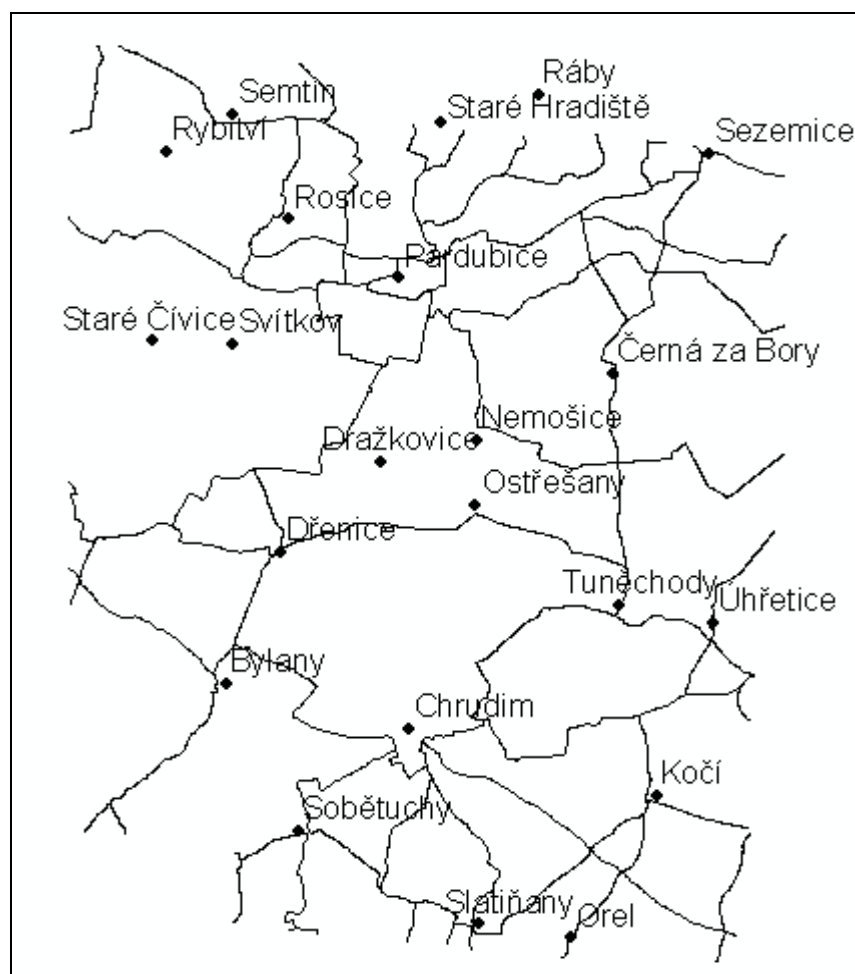 Ráby
Semtín
Staré Hradiště
Sezemice
Rybitví
Rosice
Pardubice
Staré Čívice
Svítkov
Černá za Bory
Nemošice
Dražkovice
Ostřešany
Dřenice
Tuněchody
Úhřetice
Bylany
Chrudim
Kočí
Sobětuchy
Slatiňany
Orel